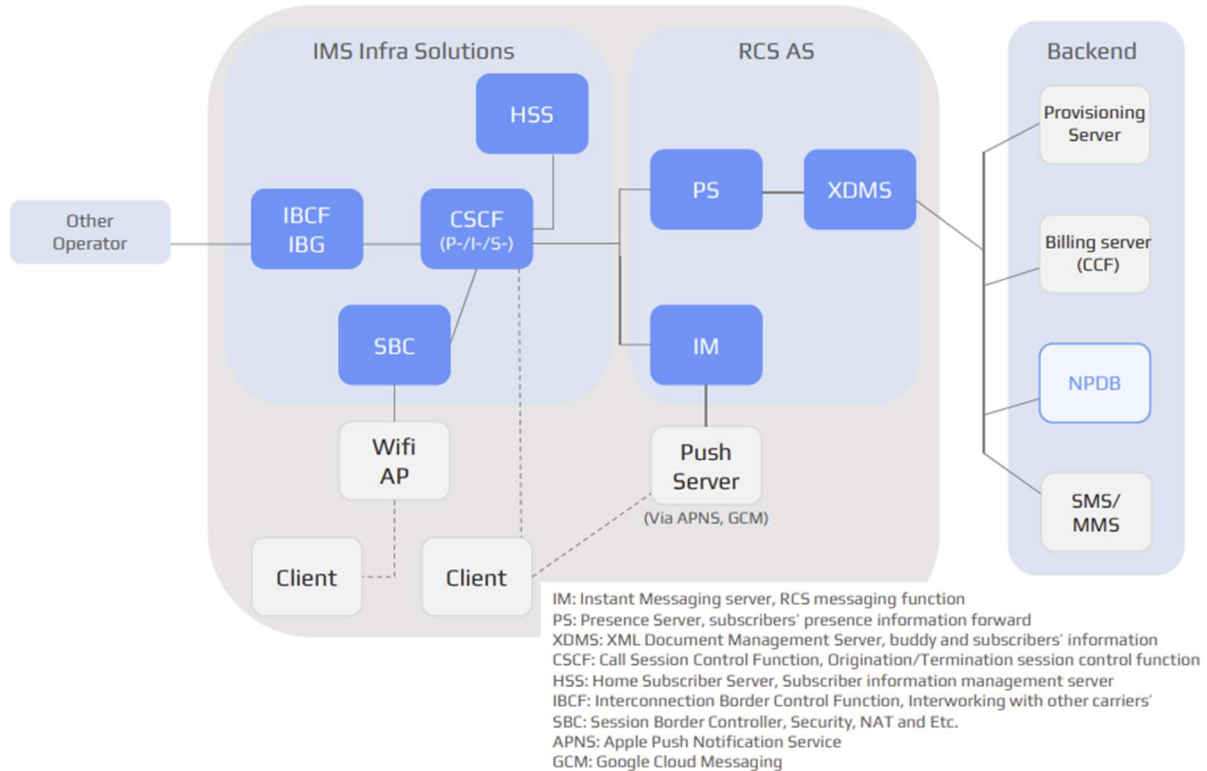 IMS Infra Solutions
RCS AS
Backend
HSS
Provisioning
Server
PS
XDMS
Other
Operator
IBCF
IBG
CSCF
(P-/I-/S-)
Billing server
(CCF)
SBC
IM
NPDB
Wifi
AP
Push
Server
(Via APNS, GCM)
SMS/
MMS
Client
Client
IM: Instant Messaging server, RCS messaging function
PS: Presence Server, subscribers' presence information forward
XDMS: XML Document Management Server, buddy and subscribers' information
CSCF: Call Session Control Function, Origination/Termination session control function
HSS: Home Subscriber Server, Subscriber information management server
IBCF: Interconnection Border Control Function, Interworking with other carriers'
SBC: Session Border Controller, Security, NAT and Etc.
APNS: Apple Push Notification Service
GCM: Google Cloud Messaging